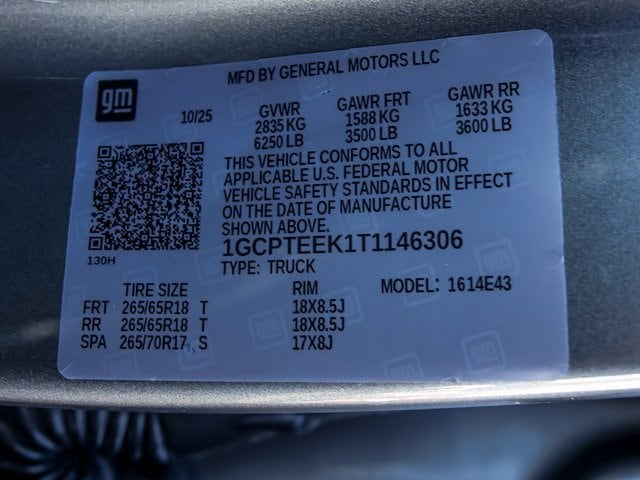 MFD BY GENERAL MOTORS LLC
gm
10/25
GVWR GAWR FRT GAWR RR
2835 KG 1588 KG 1633 KG
6250 LB 3500 LB 3600 LB
THIS VEHICLE CONFORMS TO ALL
APPLICABLE U.S. FEDERAL MOTOR
VEHICLE SAFETY STANDARDS IN EFFECT
ON THE DATE OF MANUFACTURE
SHOWN ABOVE.
1GCPTEEK1T1146306
130H
TYPE: TRUCK
TIRE SIZE RIM MODEL: 1614E43
FRT 265/65R18 T 18X8.5J
RR 265/65R18 T 18X8.5J
SPA 265/70R17 S 17X8J